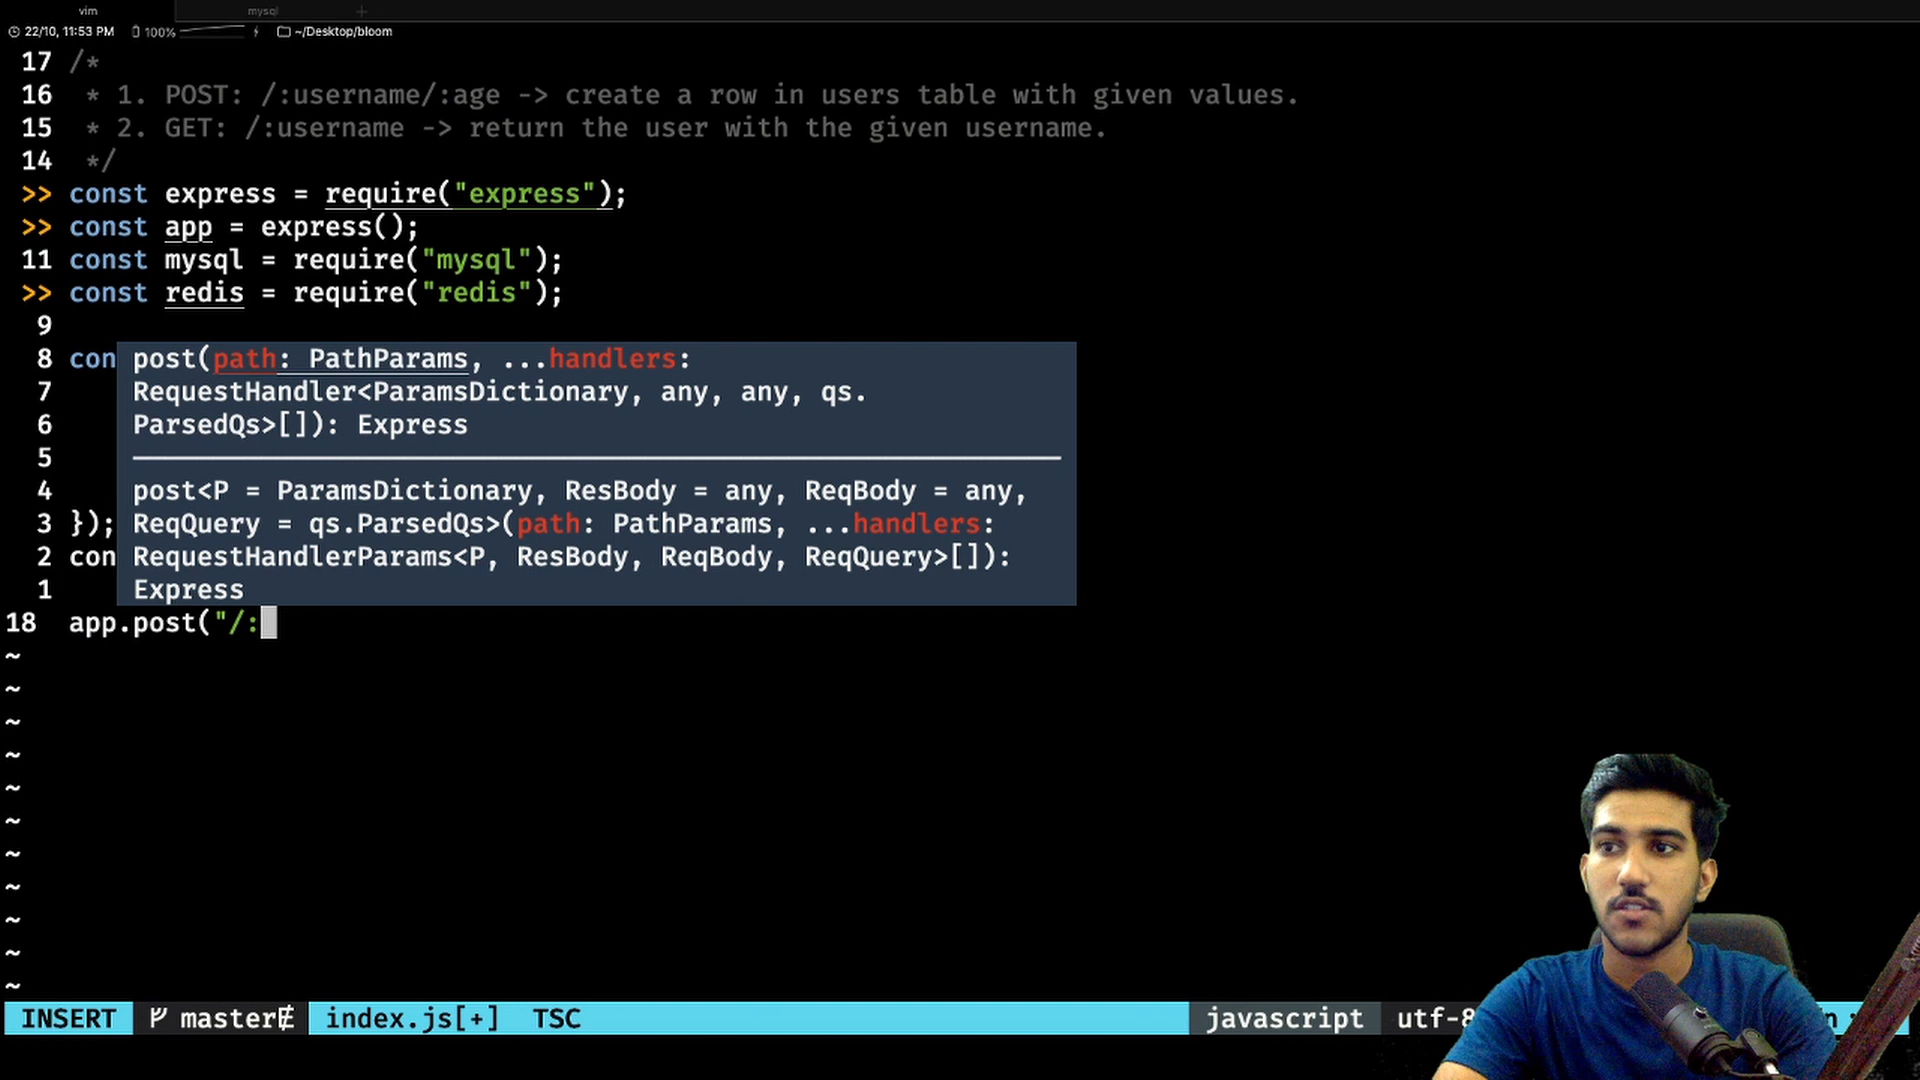 vim mysql +
22/10, 11:53 PM 100% ~/Desktop/bloom
17 /*
16 * 1. POST: /:username/:age -> create a row in users table with given values.
15 * 2. GET: /:username -> return the user with the given username.
14 */
>> const express = require("express");
>> const app = express();
11 const mysql = require("mysql");
>> const redis = require("redis");
9
8 con post(path: PathParams, ...handlers:
7 RequestHandler<ParamsDictionary, any, any, qs.
6 ParsedQs>[]): Express
5
4 post<P = ParamsDictionary, ResBody = any, ReqBody = any,
3 }); ReqQuery = qs.ParsedQs>(path: PathParams, ...handlers:
2 con RequestHandlerParams<P, ResBody, ReqBody, ReqQuery>[]):
1 Express
18 app.post("/:
~
~
~
~
~
~
~
~
~
~
~
INSERT master index.js[+] TSC javascript